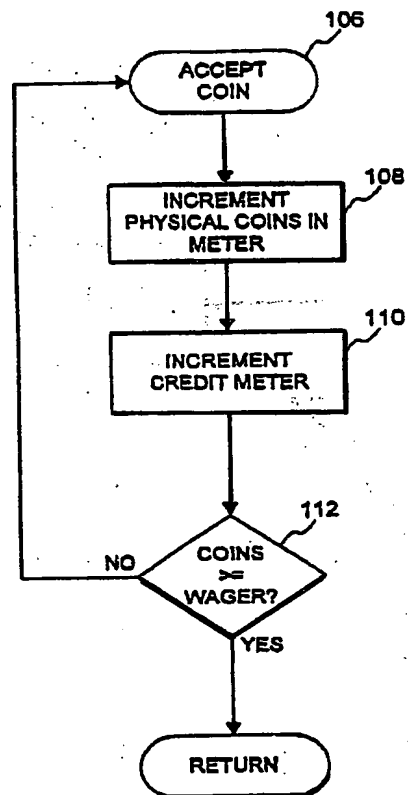 106
ACCEPT
COIN
108
INCREMENT
PHYSICAL COINS IN
METER
110
INCREMENT
CREDIT METER
112
NO
COINS
>=
WAGER?
YES
RETURN